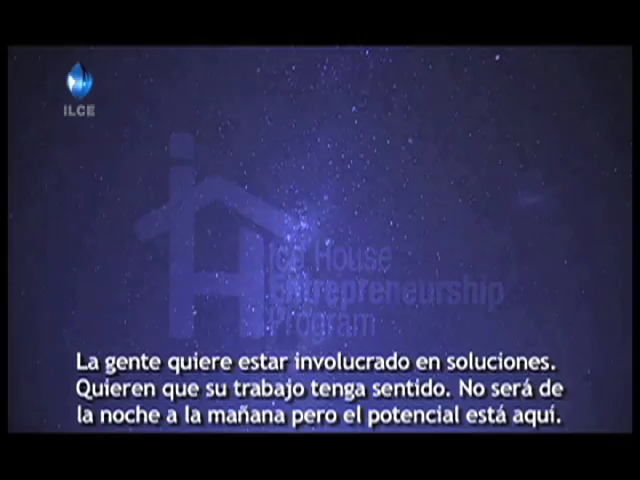 ILCE
Ice House
Entrepreneurship
Program
La gente quiere estar involucrado en soluciones.
Quieren que su trabajo tenga sentido. No será de
la noche a la mañana pero el potencial está aquí.